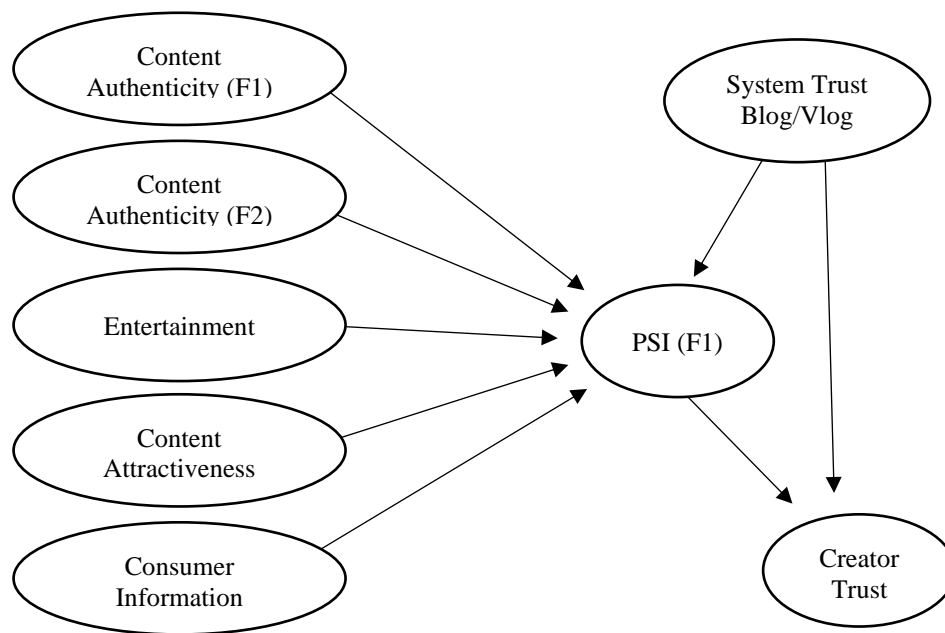 Content
Authenticity (F1)
System Trust
Blog/Vlog
Content
Authenticity (F2)
Entertainment
PSI (F1)
Content
Attractiveness
Consumer
Information
Creator
Trust